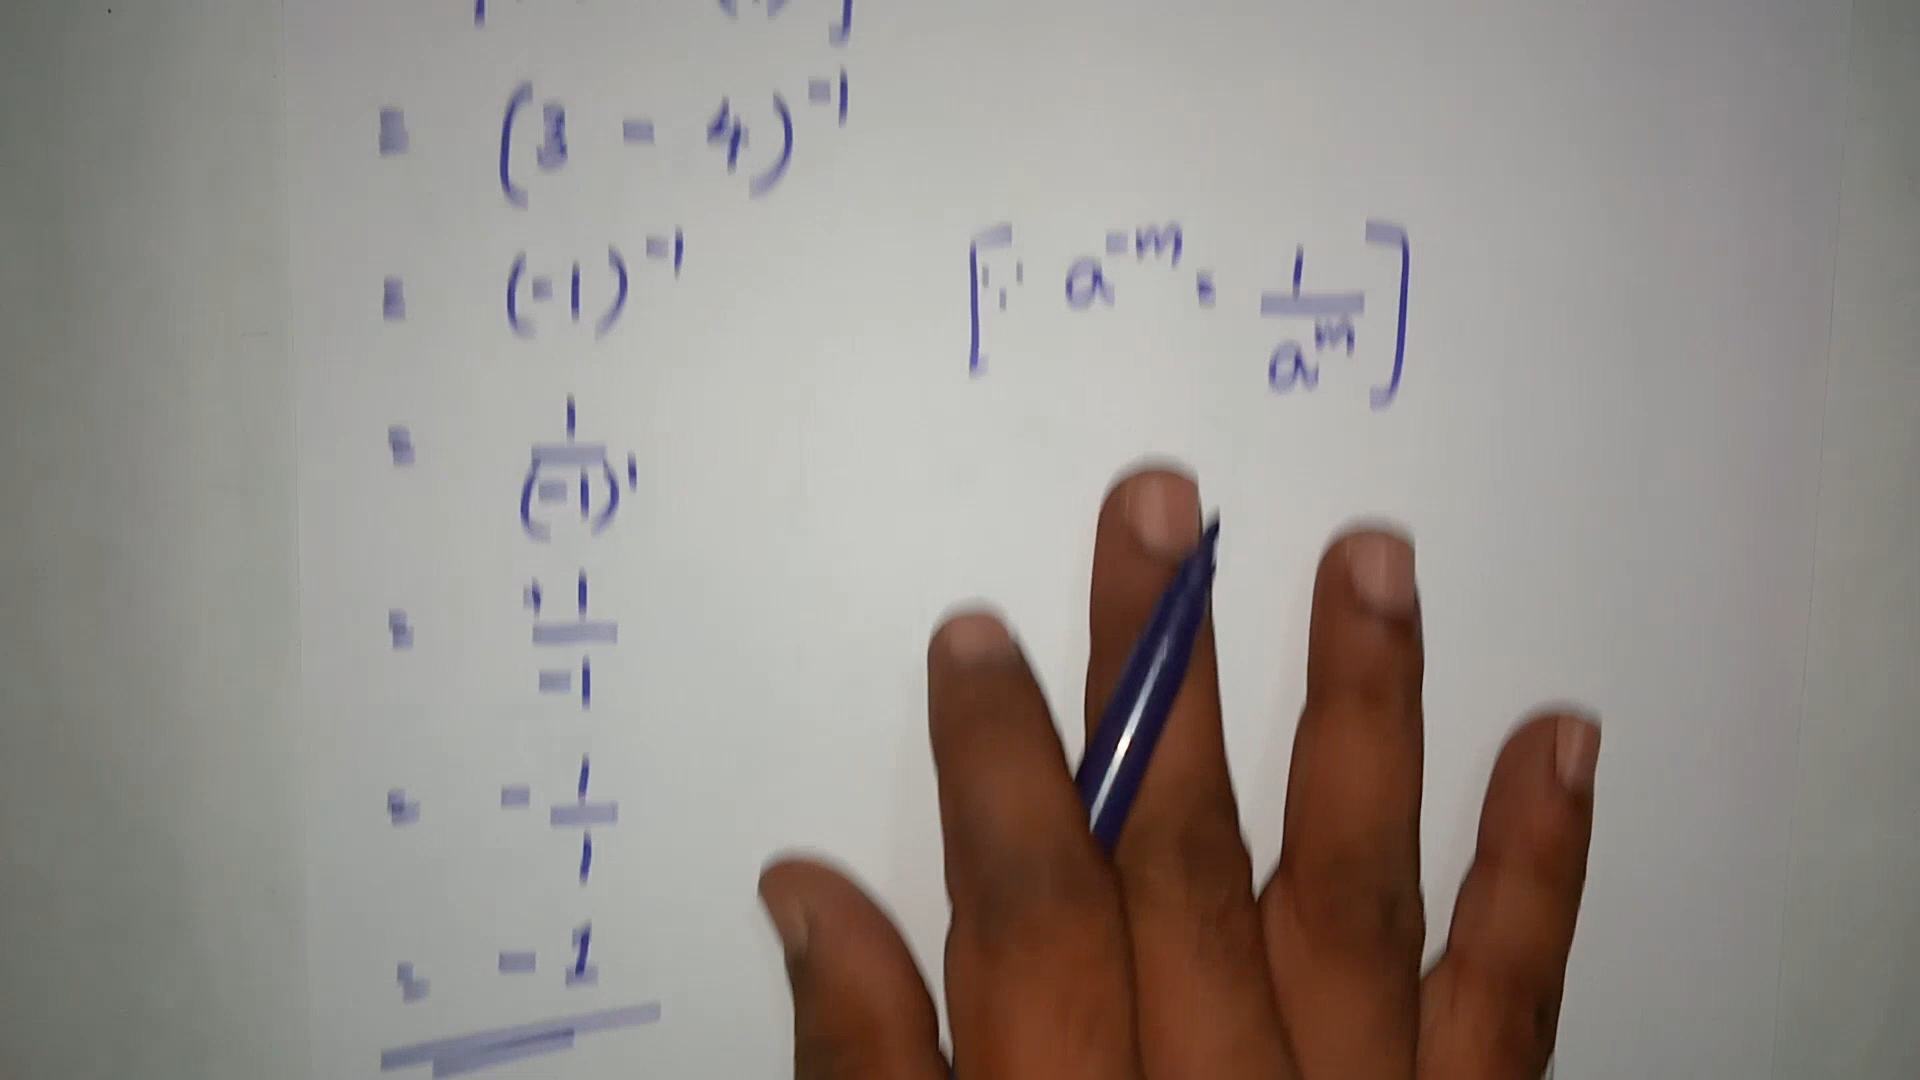 = (3 - 4)⁻¹
= (-1)⁻¹ [∵ a⁻ᵐ = 1/aᵐ]
= 1/(-1)¹
= 1/-1
= - 1/1
= - 1